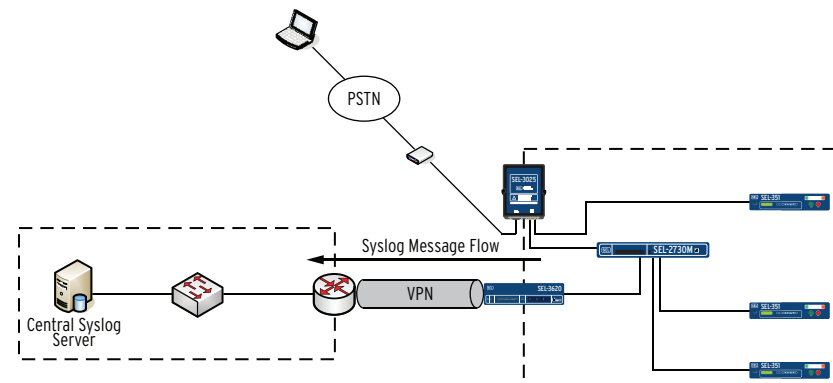 PSTN
SEL-3025
SEL-351
Syslog Message Flow
SEL-2730M
VPN
SEL-3620
Central Syslog
Server
SEL-351
SEL-351